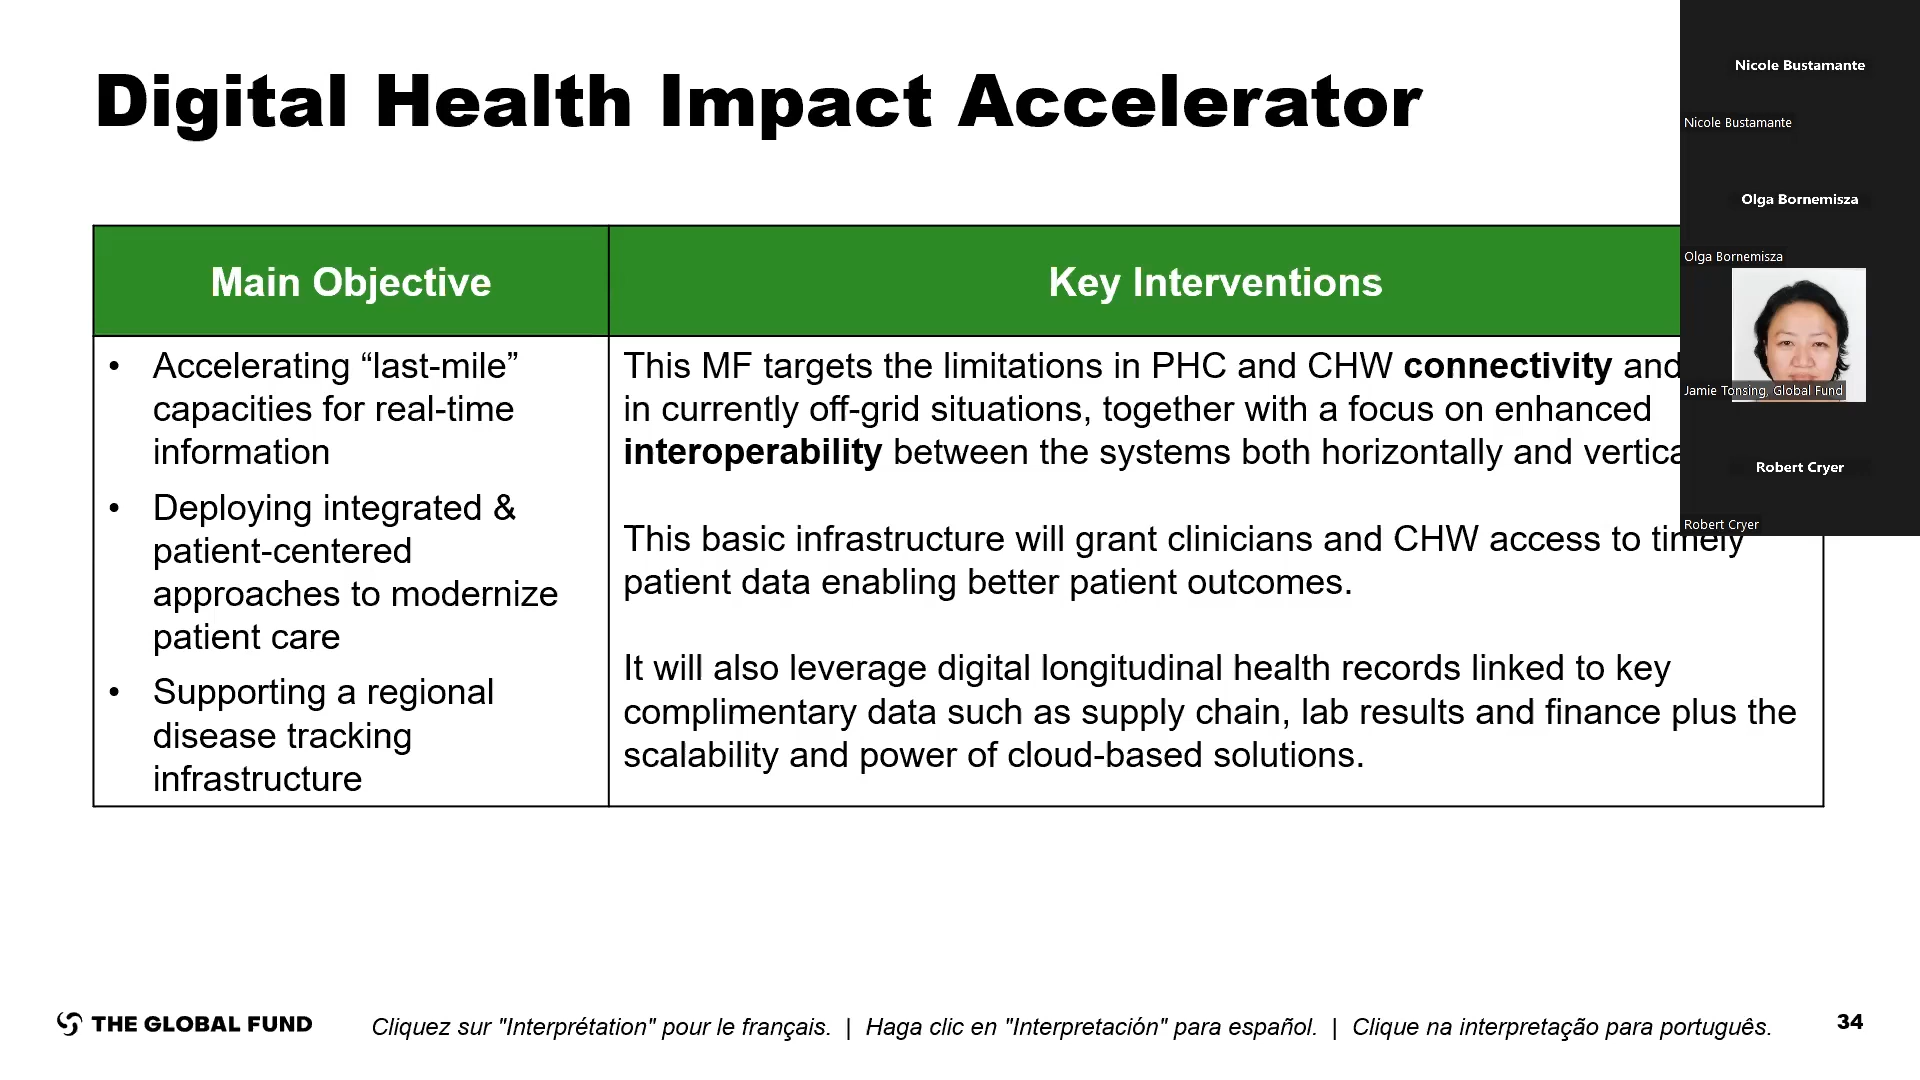 Digital Health Impact Accelerator
Main Objective
Key Interventions
• Accelerating “last-mile”
capacities for real-time
information
• Deploying integrated &
patient-centered
approaches to modernize
patient care
• Supporting a regional
disease tracking
infrastructure
This MF targets the limitations in PHC and CHW connectivity and
in currently off-grid situations, together with a focus on enhanced
interoperability between the systems both horizontally and
This basic infrastructure will grant clinicians and CHW access to timely
patient data enabling better patient outcomes.
It will also leverage digital longitudinal health records linked to key
complimentary data such as supply chain, lab results and finance plus the
scalability and power of cloud-based solutions.
Nicole Bustamante
Nicole Bustamante
Olga Bornemisza
Olga Bornemisza
Jamie Tonsing, Global Fund
Robert Cryer
Robert Cryer
THE GLOBAL FUND
Cliquez sur "Interprétation" pour le français. | Haga clic en "Interpretación" para español. | Clique na interpretação para português.
34